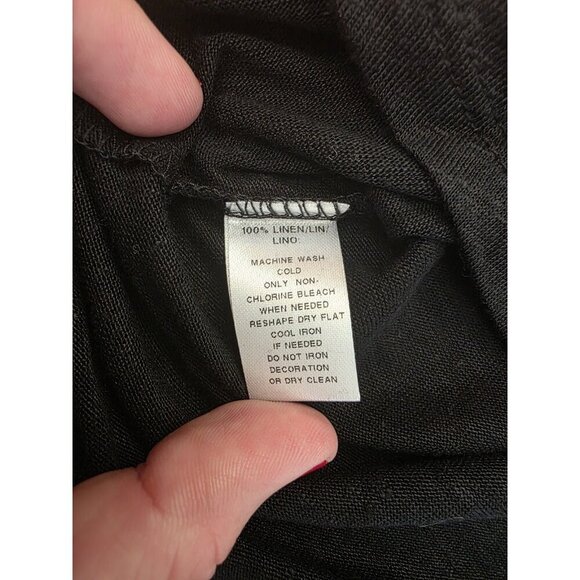 100% LINEN/LIN/
LINO:
MACHINE WASH
COLD
ONLY NON-
CHLORINE BLEACH
WHEN NEEDED
RESHAPE DRY FLAT
COOL IRON
IF NEEDED
DO NOT IRON
DECORATION
OR DRY CLEAN